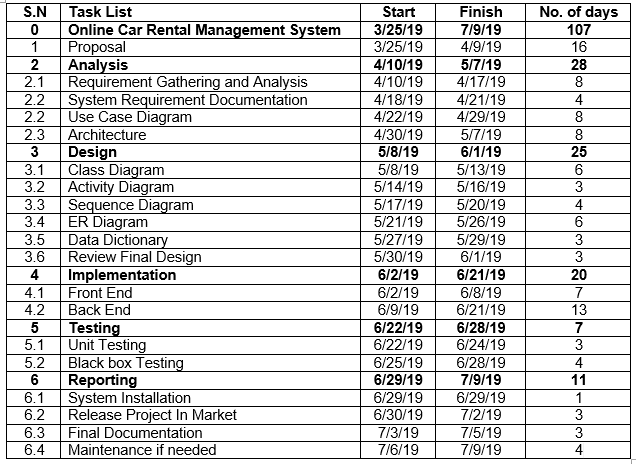 S.N Task List Start Finish No. of days
0 Online Car Rental Management System 3/25/19 7/9/19 107
1 Proposal 3/25/19 4/9/19 16
2 Analysis 4/10/19 5/7/19 28
2.1 Requirement Gathering and Analysis 4/10/19 4/17/19 8
2.2 System Requirement Documentation 4/18/19 4/21/19 4
2.2 Use Case Diagram 4/22/19 4/29/19 8
2.3 Architecture 4/30/19 5/7/19 8
3 Design 5/8/19 6/1/19 25
3.1 Class Diagram 5/8/19 5/13/19 6
3.2 Activity Diagram 5/14/19 5/16/19 3
3.3 Sequence Diagram 5/17/19 5/20/19 4
3.4 ER Diagram 5/21/19 5/26/19 6
3.5 Data Dictionary 5/27/19 5/29/19 3
3.6 Review Final Design 5/30/19 6/1/19 3
4 Implementation 6/2/19 6/21/19 20
4.1 Front End 6/2/19 6/8/19 7
4.2 Back End 6/9/19 6/21/19 13
5 Testing 6/22/19 6/28/19 7
5.1 Unit Testing 6/22/19 6/24/19 3
5.2 Black box Testing 6/25/19 6/28/19 4
6 Reporting 6/29/19 7/9/19 11
6.1 System Installation 6/29/19 6/29/19 1
6.2 Release Project In Market 6/30/19 7/2/19 3
6.3 Final Documentation 7/3/19 7/5/19 3
6.4 Maintenance if needed 7/6/19 7/9/19 4